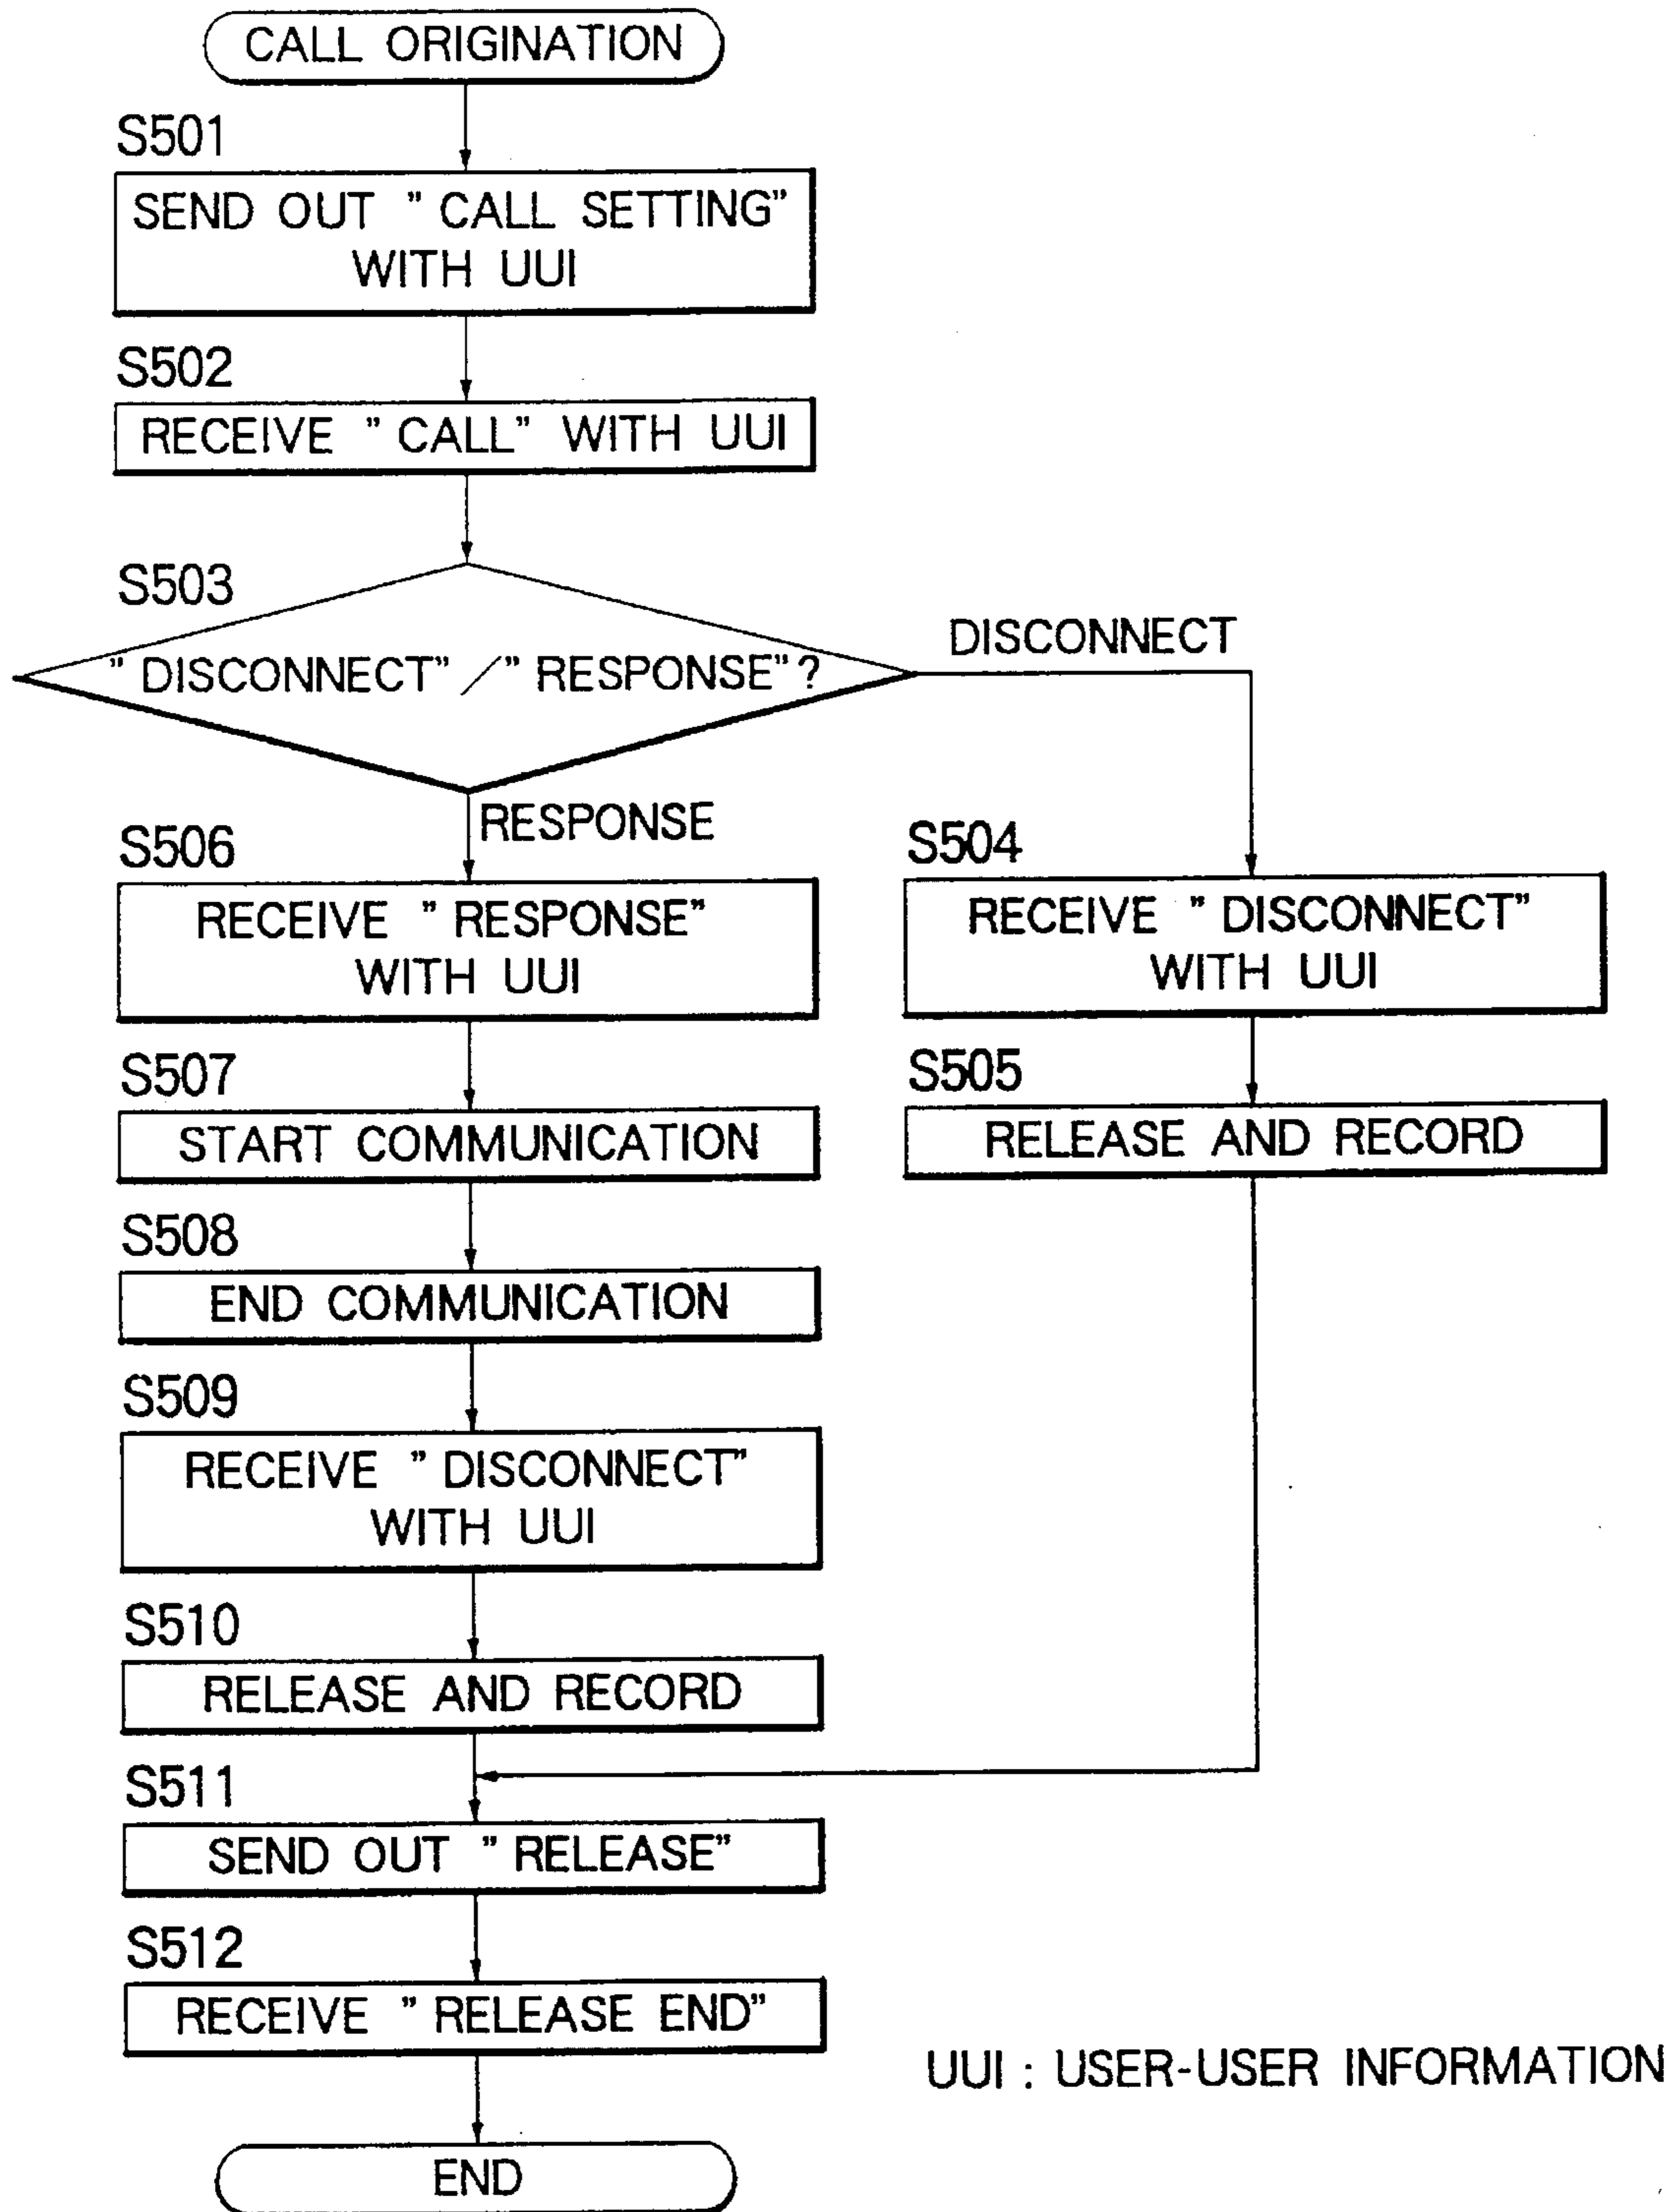 CALL ORIGINATION
S501
SEND OUT "CALL SETTING"
WITH UUI
S502
RECEIVE "CALL" WITH UUI
S503
"DISCONNECT"/"RESPONSE"?
DISCONNECT
RESPONSE
S506
RECEIVE "RESPONSE"
WITH UUI
S504
RECEIVE "DISCONNECT"
WITH UUI
S507
START COMMUNICATION
S505
RELEASE AND RECORD
S508
END COMMUNICATION
S509
RECEIVE "DISCONNECT"
WITH UUI
S510
RELEASE AND RECORD
S511
SEND OUT "RELEASE"
S512
RECEIVE "RELEASE END"
UUI : USER-USER INFORMATION
END